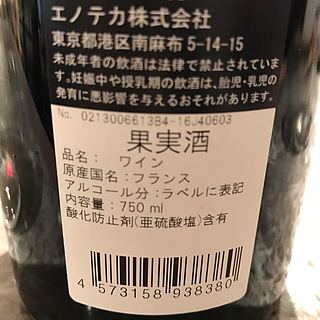 エノテカ株式会社
東京都港区南麻布 5-14-15
未成年者の飲酒は法律で禁止されていま
す。妊娠中や授乳期の飲酒は、胎児・乳児の
発育に悪影響を与えるおそれがあります。
No. 0213006613B4-16J40603
果実酒
品名： ワイン
原産国名：フランス
アルコール分：ラベルに表記
内容量：750 ml
酸化防止剤(亜硫酸塩)含有
4 573158 938380